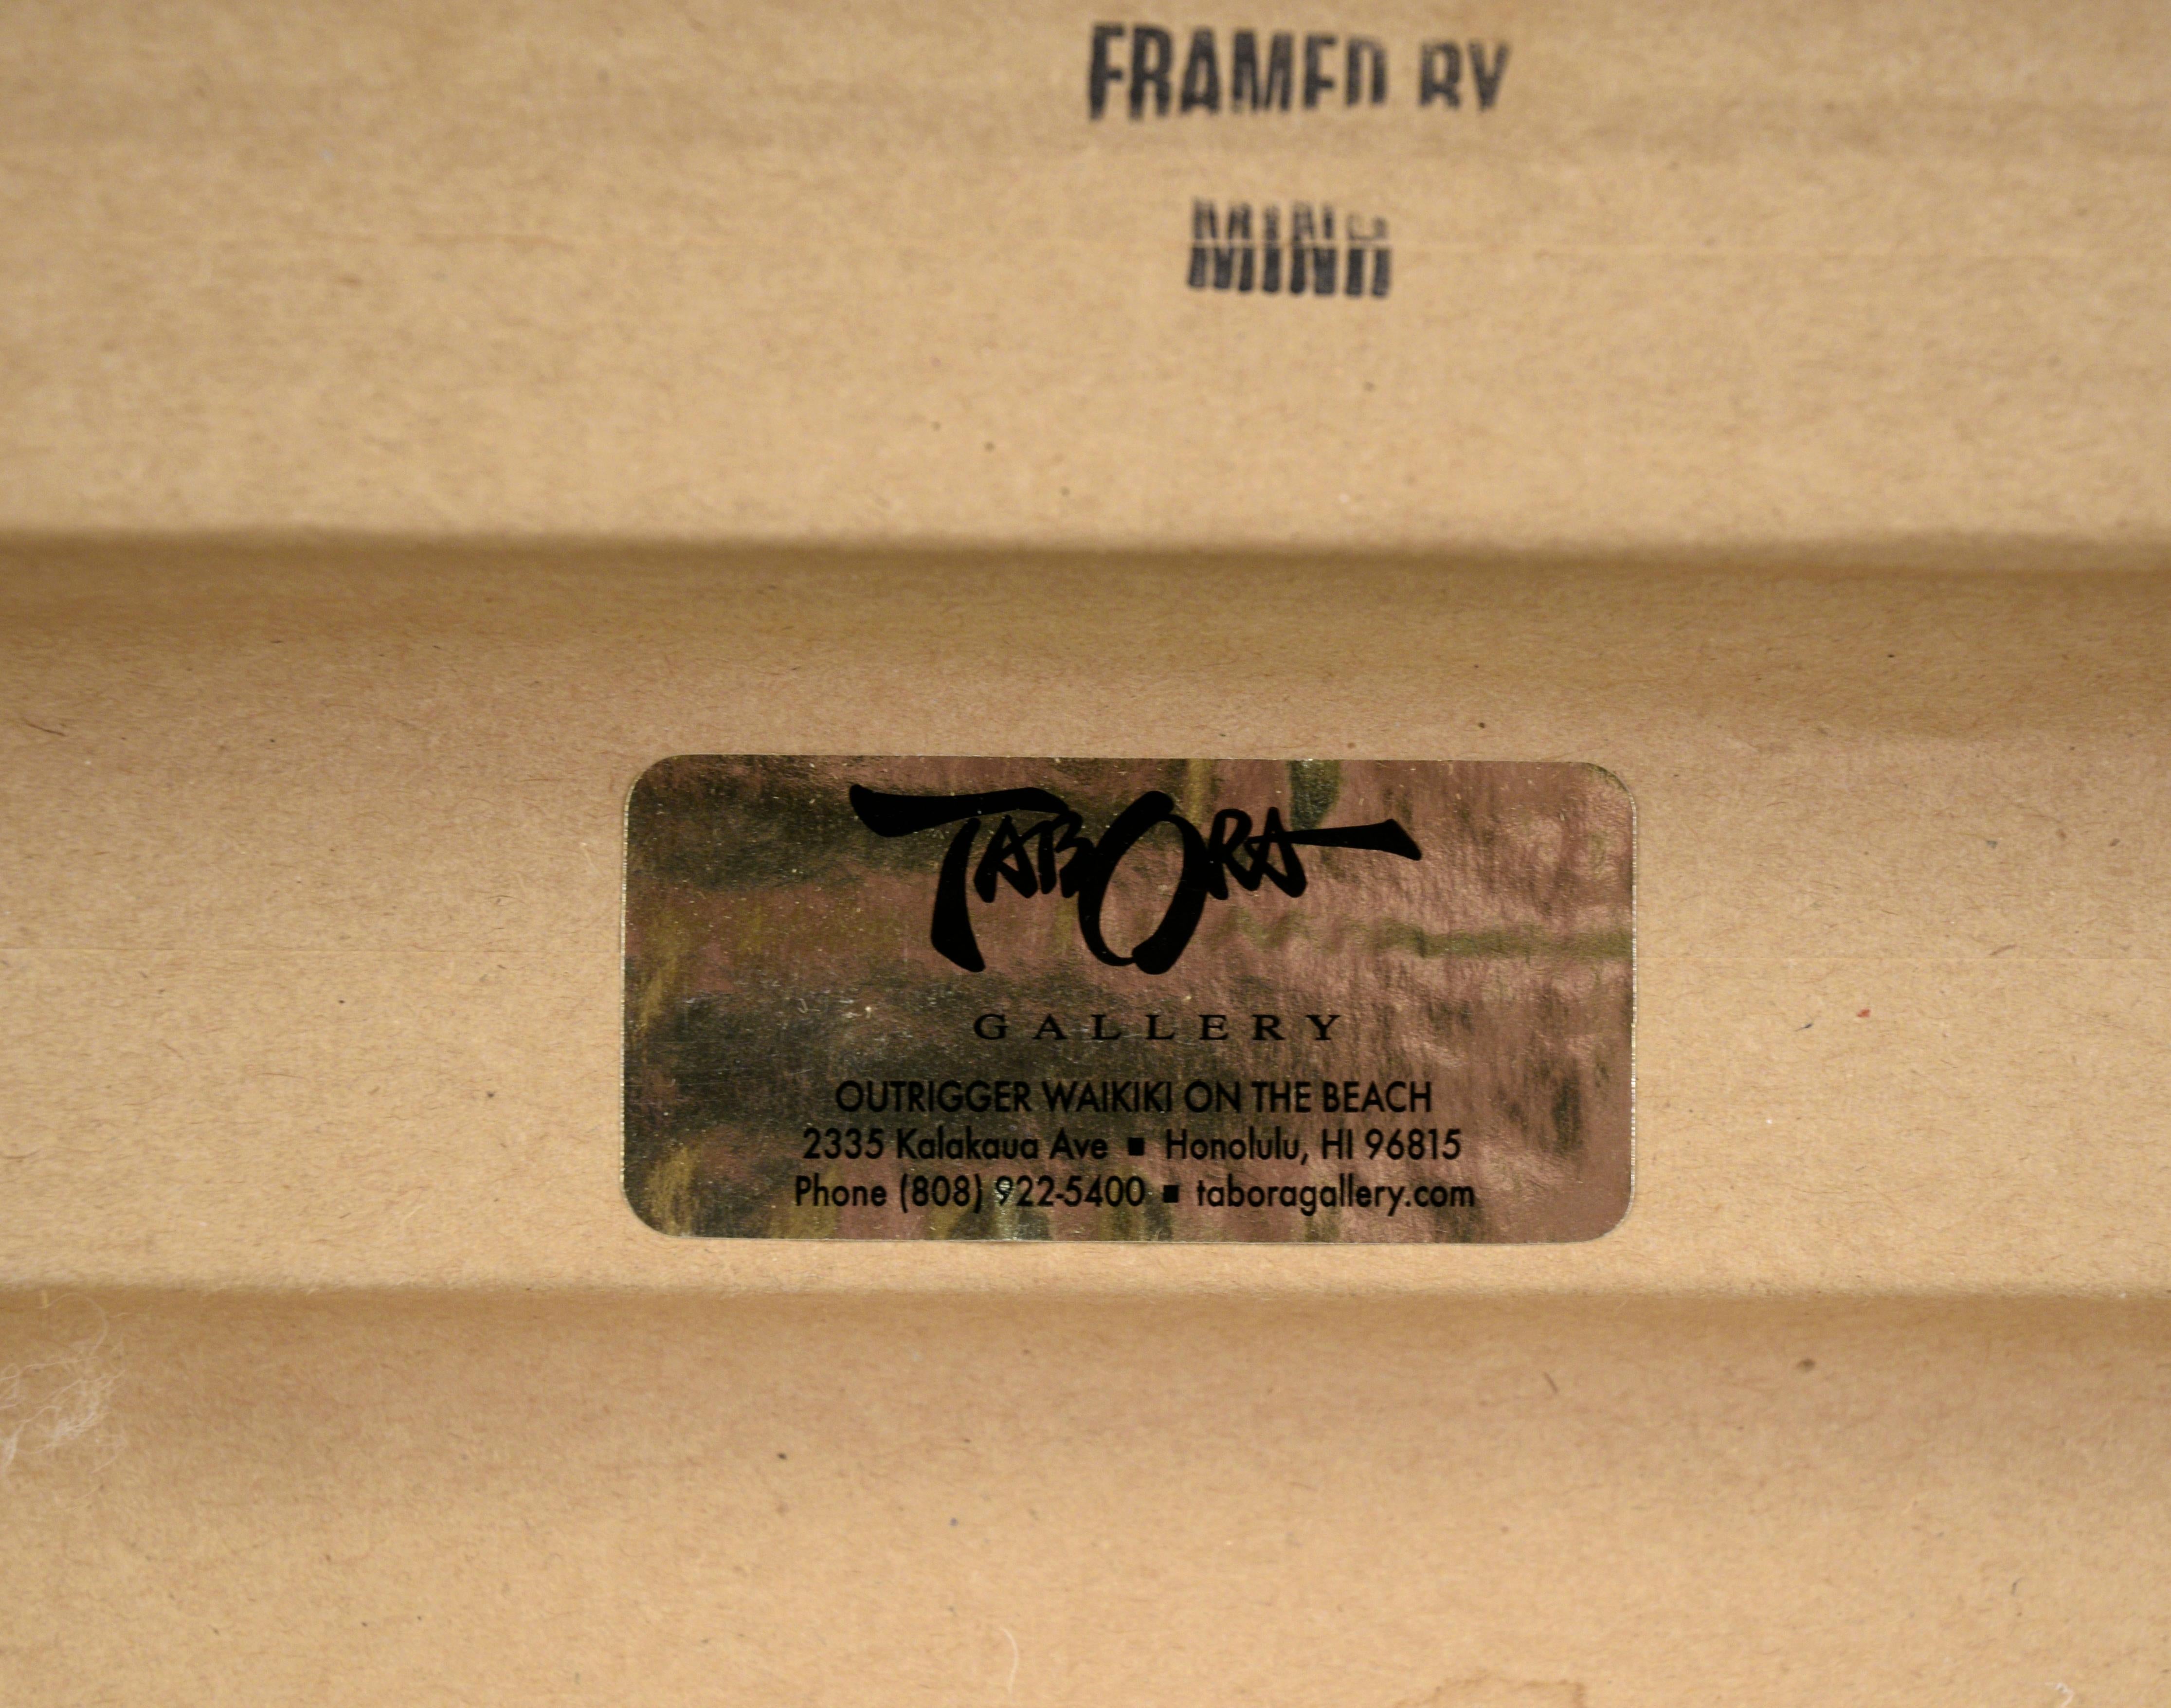 FRAMED BY
TABORA
GALLERY
OUTRIGGER WAIKIKI ON THE BEACH
2335 Kalakaua Ave ▪ Honolulu, HI 96815
Phone (808) 922-5400 ▪ taboragallery.com